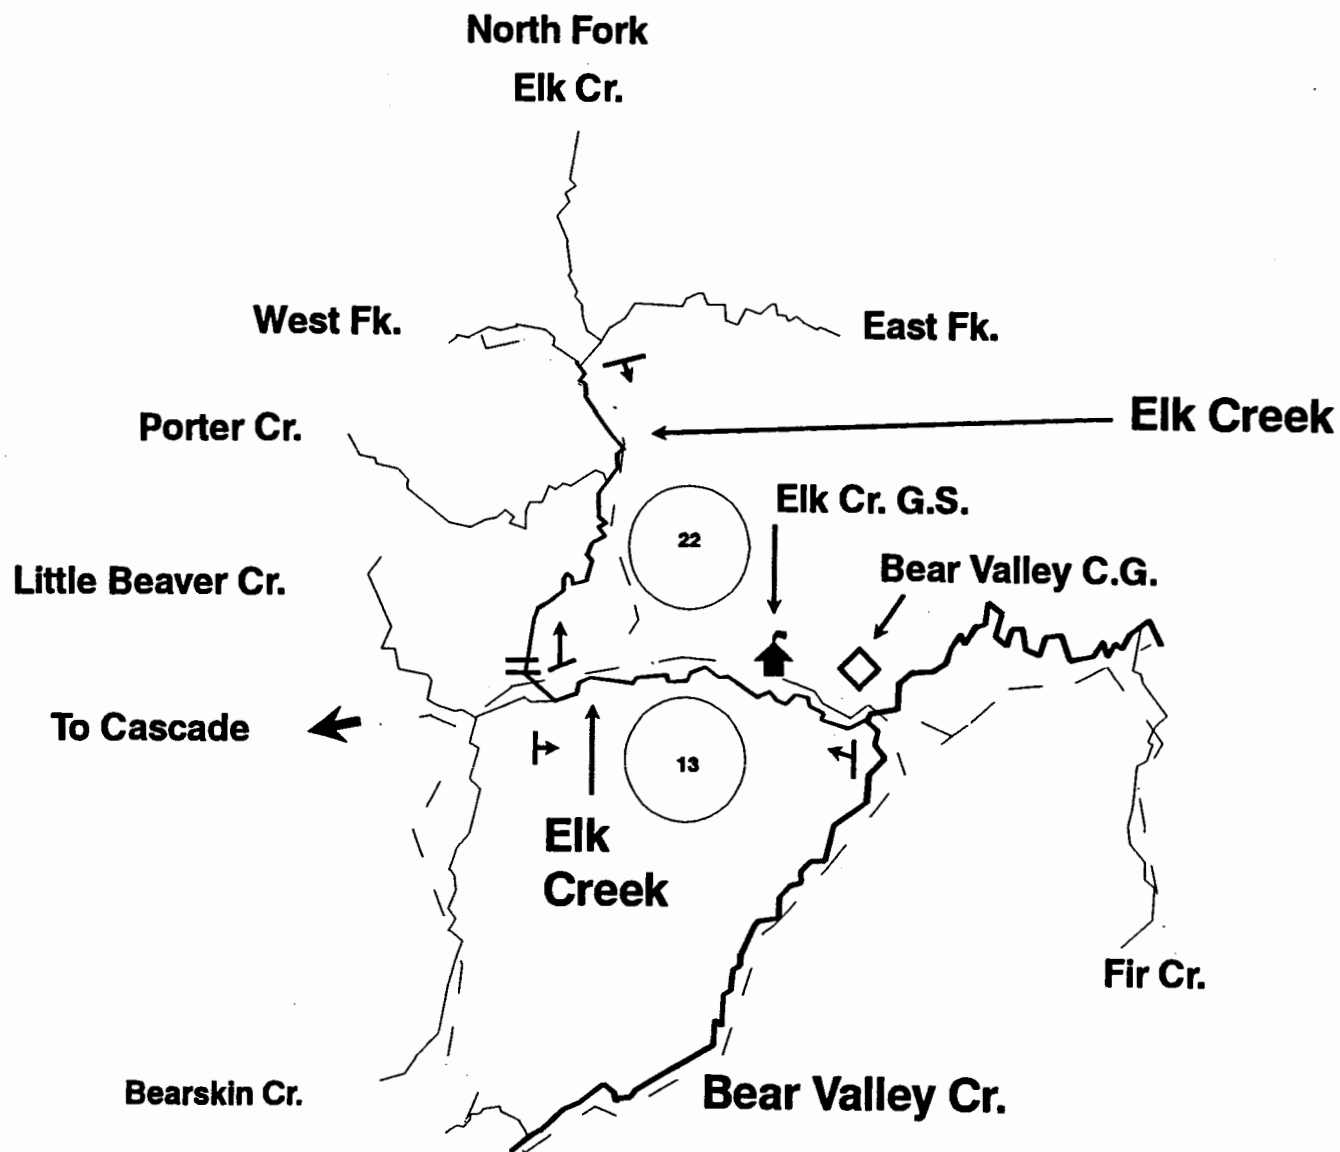 North Fork
Elk Cr.
West Fk.
East Fk.
Porter Cr.
Elk Creek
Elk Cr. G.S.
22
Bear Valley C.G.
Little Beaver Cr.
To Cascade
13
Elk
Creek
Fir Cr.
Bearskin Cr.
Bear Valley Cr.